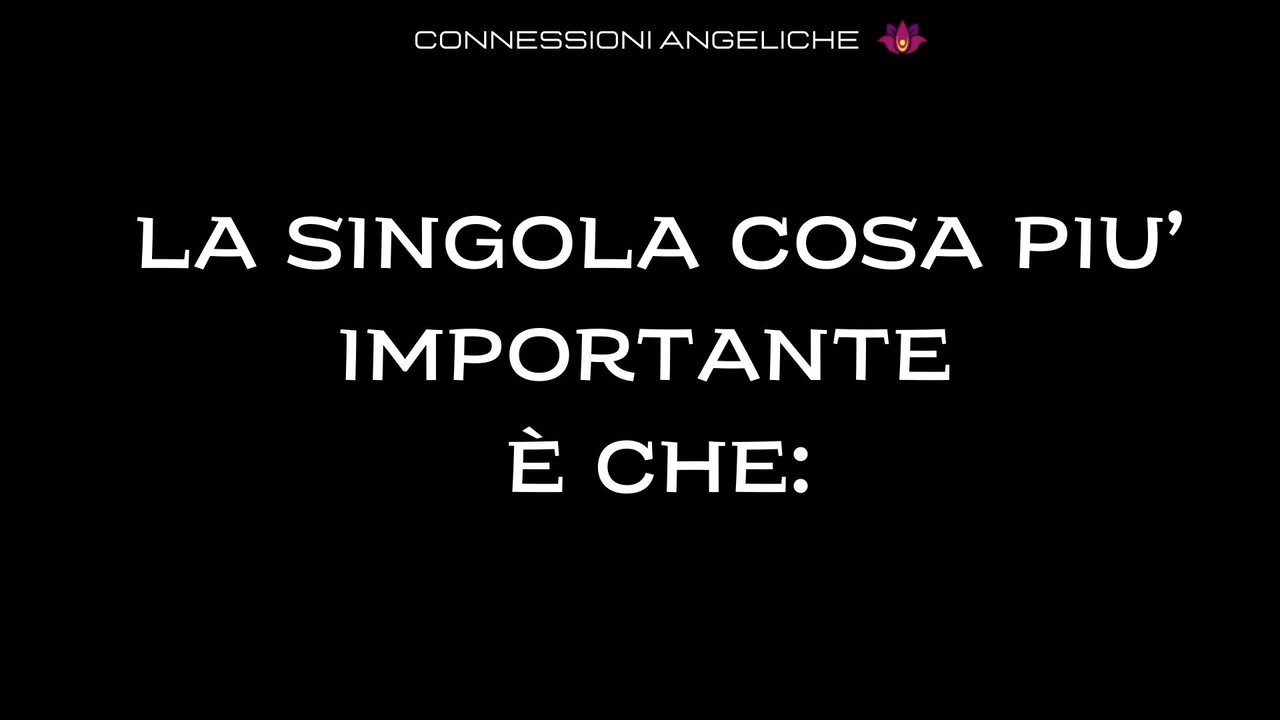 CONNESSIONI ANGELICHE
LA SINGOLA COSA PIU’
IMPORTANTE
È CHE: